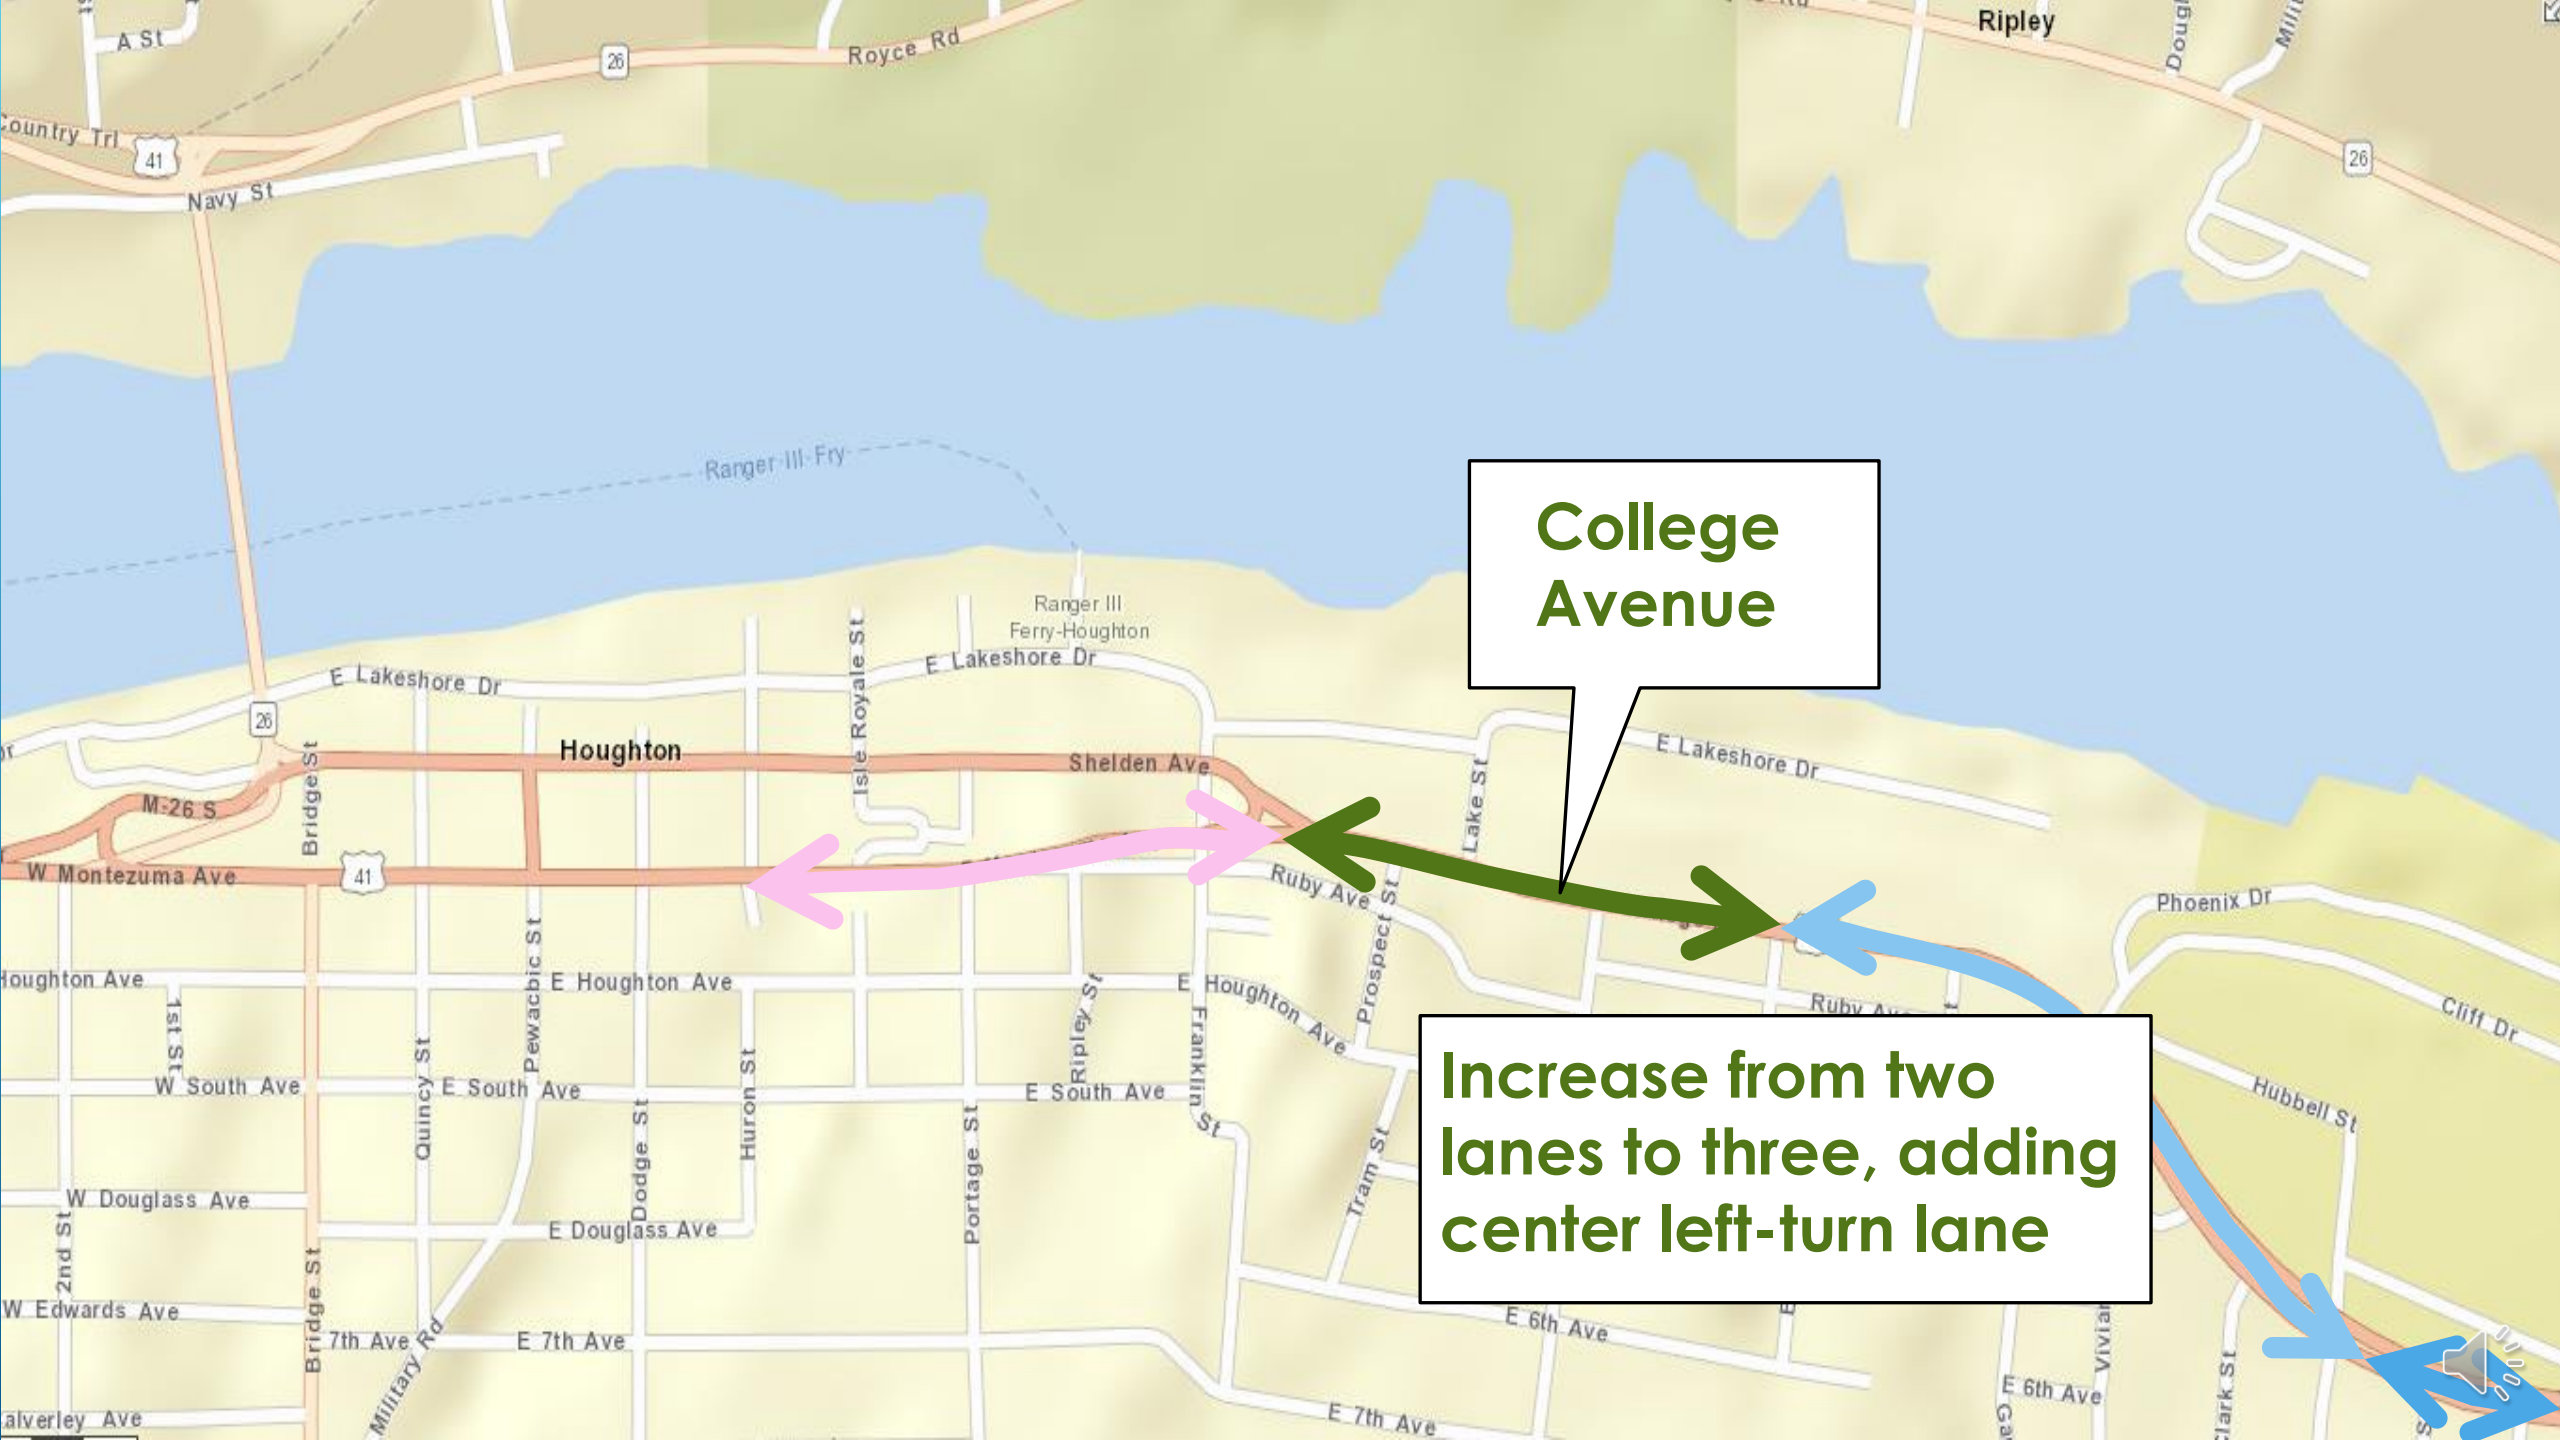 A St
26
Royce Rd
Ripley
Country Trl
41
Navy St
26
Ranger III Fry
College
Avenue
Ranger III
Ferry-Houghton
E Lakeshore Dr
E Lakeshore Dr
Isle Royale St
26
Houghton
Shelden Ave
E Lakeshore Dr
M-26 S
Bridge St
Lake St
W Montezuma Ave
41
Ruby Ave
Prospect St
Phoenix Dr
Houghton Ave
1st St
Pewabic St
E Houghton Ave
Ripley St
E Houghton Ave
Franklin St
Ruby Ave
Cliff Dr
W South Ave
Quincy St
E South Ave
Huron St
E South Ave
Hubbell St
Increase from two
lanes to three, adding
center left-turn lane
Dodge St
Portage St
Tram St
W Douglass Ave
E Douglass Ave
2nd St
W Edwards Ave
Bridge St
7th Ave
Military Rd
E 7th Ave
E 6th Ave
E 6th Ave
Clark St
E 7th Ave